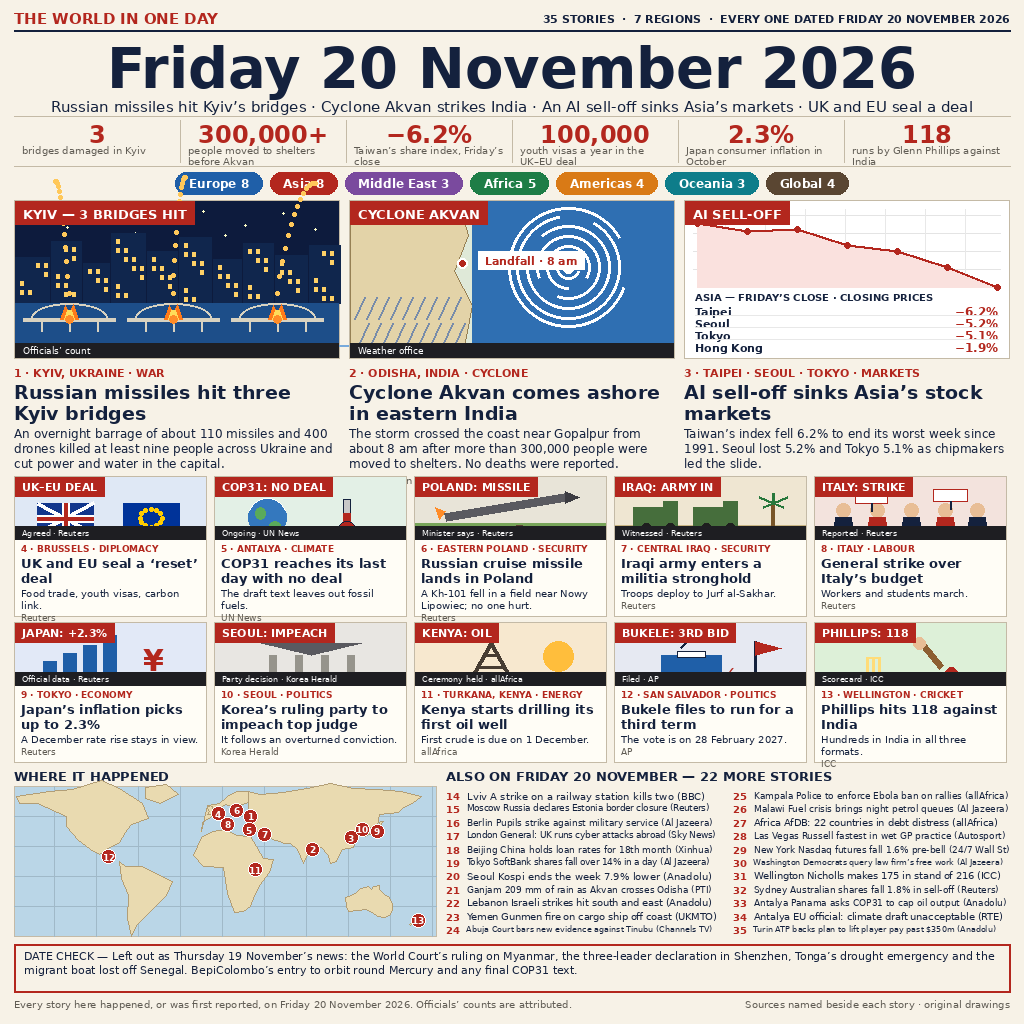 THE WORLD IN ONE DAY
35 STORIES · 7 REGIONS · EVERY ONE DATED FRIDAY 20 NOVEMBER 2026
Friday 20 November 2026
Russian missiles hit Kyiv’s bridges · Cyclone Akvan strikes India · An AI sell-off sinks Asia’s markets · UK and EU seal a deal
3
bridges damaged in Kyiv
300,000+
people moved to shelters
before Akvan
−6.2%
Taiwan’s share index, Friday’s
close
100,000
youth visas a year in the
UK–EU deal
2.3%
Japan consumer inflation in
October
118
runs by Glenn Phillips against
India
Europe 8
Asia 8
Middle East 3
Africa 5
Americas 4
Oceania 3
Global 4
KYIV — 3 BRIDGES HIT
Officials’ count
CYCLONE AKVAN
Landfall · 8 am
Weather office
AI SELL-OFF
ASIA — FRIDAY’S CLOSE · CLOSING PRICES
Taipei −6.2%
Seoul −5.2%
Tokyo −5.1%
Hong Kong −1.9%
1 · KYIV, UKRAINE · WAR
Russian missiles hit three
Kyiv bridges
An overnight barrage of about 110 missiles and 400
drones killed at least nine people across Ukraine and
cut power and water in the capital.
2 · ODISHA, INDIA · CYCLONE
Cyclone Akvan comes ashore
in eastern India
The storm crossed the coast near Gopalpur from
about 8 am after more than 300,000 people were
moved to shelters. No deaths were reported.
3 · TAIPEI · SEOUL · TOKYO · MARKETS
AI sell-off sinks Asia’s stock
markets
Taiwan’s index fell 6.2% to end its worst week since
1991. Seoul lost 5.2% and Tokyo 5.1% as chipmakers
led the slide.
UK–EU DEAL
Agreed · Reuters
4 · BRUSSELS · DIPLOMACY
UK and EU seal a ‘reset’
deal
Food trade, youth visas, carbon
link.
Reuters
COP31: NO DEAL
Ongoing · UN News
5 · ANTALYA · CLIMATE
COP31 reaches its last
day with no deal
The draft text leaves out fossil
fuels.
UN News
POLAND: MISSILE
Minister says · Reuters
6 · EASTERN POLAND · SECURITY
Russian cruise missile
lands in Poland
A Kh-101 fell in a field near Nowy
Lipowiec; no one hurt.
Reuters
IRAQ: ARMY IN
Witnessed · Reuters
7 · CENTRAL IRAQ · SECURITY
Iraqi army enters a
militia stronghold
Troops deploy to Jurf al-Sakhar.
Reuters
ITALY: STRIKE
Reported · Reuters
8 · ITALY · LABOUR
General strike over
Italy’s budget
Workers and students march.
Reuters
JAPAN: +2.3%
¥
Official data · Reuters
9 · TOKYO · ECONOMY
Japan’s inflation picks
up to 2.3%
A December rate rise stays in view.
Reuters
SEOUL: IMPEACH
Party decision · Korea Herald
10 · SEOUL · POLITICS
Korea’s ruling party to
impeach top judge
It follows an overturned conviction.
Korea Herald
KENYA: OIL
Ceremony held · allAfrica
11 · TURKANA, KENYA · ENERGY
Kenya starts drilling its
first oil well
First crude is due on 1 December.
allAfrica
BUKELE: 3RD BID
Filed · AP
12 · SAN SALVADOR · POLITICS
Bukele files to run for a
third term
The vote is on 28 February 2027.
AP
PHILLIPS: 118
Scorecard · ICC
13 · WELLINGTON · CRICKET
Phillips hits 118 against
India
Hundreds in India in all three
formats.
ICC
WHERE IT HAPPENED
1
2
3
4
5
6
7
8
9
10
11
12
13
ALSO ON FRIDAY 20 NOVEMBER — 22 MORE STORIES
14 Lviv A strike on a railway station kills two (BBC)
15 Moscow Russia declares Estonia border closure (Reuters)
16 Berlin Pupils strike against military service (Al Jazeera)
17 London General: UK runs cyber attacks abroad (Sky News)
18 Beijing China holds loan rates for 18th month (Xinhua)
19 Tokyo SoftBank shares fall over 14% in a day (Al Jazeera)
20 Seoul Kospi ends the week 7.9% lower (Anadolu)
21 Ganjam 209 mm of rain as Akvan crosses Odisha (PTI)
22 Lebanon Israeli strikes hit south and east (Anadolu)
23 Yemen Gunmen fire on cargo ship off coast (UKMTO)
24 Abuja Court bars new evidence against Tinubu (Channels TV)
25 Kampala Police to enforce Ebola ban on rallies (allAfrica)
26 Malawi Fuel crisis brings night petrol queues (Al Jazeera)
27 Africa AfDB: 22 countries in debt distress (allAfrica)
28 Las Vegas Russell fastest in wet GP practice (Autosport)
29 New York Nasdaq futures fall 1.6% pre-bell (24/7 Wall St)
30 Washington Democrats query law firm’s free work (Al Jazeera)
31 Wellington Nicholls makes 175 in stand of 216 (ICC)
32 Sydney Australian shares fall 1.8% in sell-off (Reuters)
33 Antalya Panama asks COP31 to cap oil output (Anadolu)
34 Antalya EU official: climate draft unacceptable (RTE)
35 Turin ATP backs plan to lift player pay past $350m (Anadolu)
DATE CHECK — Left out as Thursday 19 November’s news: the World Court’s ruling on Myanmar, the three-leader declaration in Shenzhen, Tonga’s drought emergency and the
migrant boat lost off Senegal. BepiColombo’s entry to orbit round Mercury and any final COP31 text.
Every story here happened, or was first reported, on Friday 20 November 2026. Officials’ counts are attributed.
Sources named beside each story · original drawings